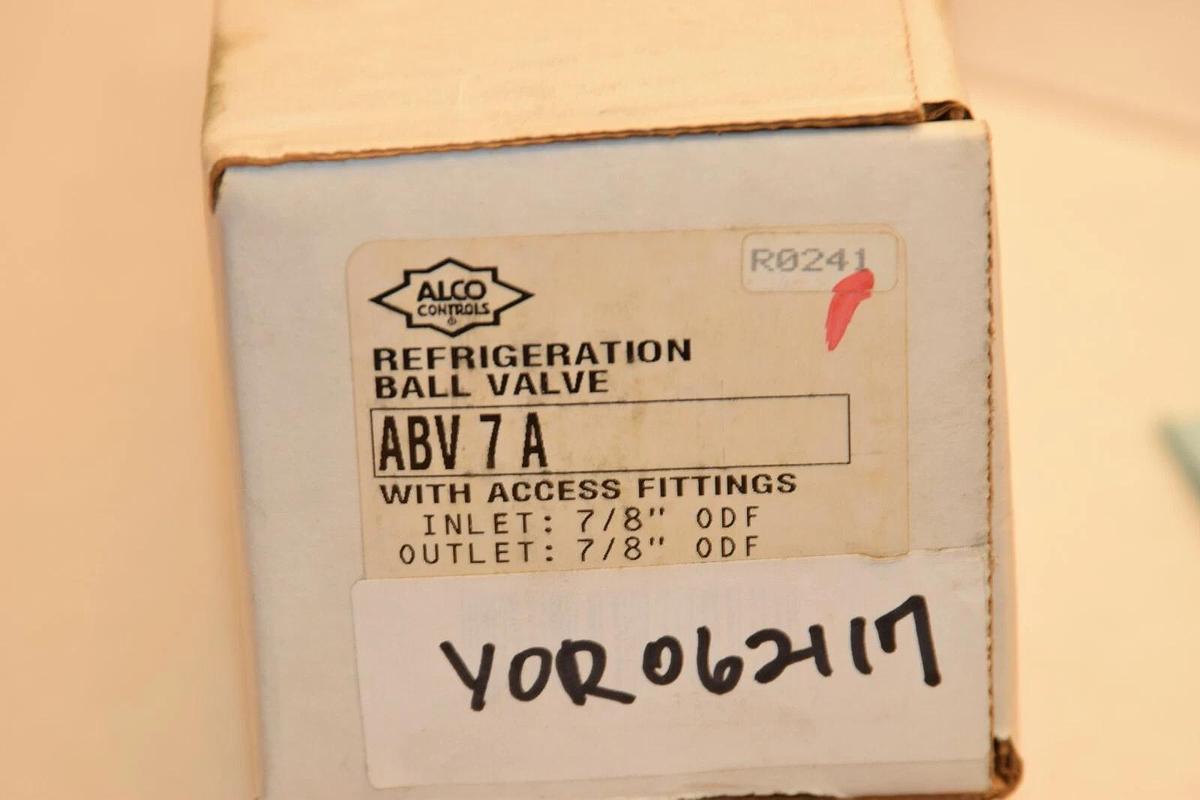 R0241
ALCO
CONTROLS
®
REFRIGERATION
BALL VALVE
ABV 7 A
WITH ACCESS FITTINGS
INLET: 7/8" ODF
OUTLET: 7/8" ODF
YOR062117